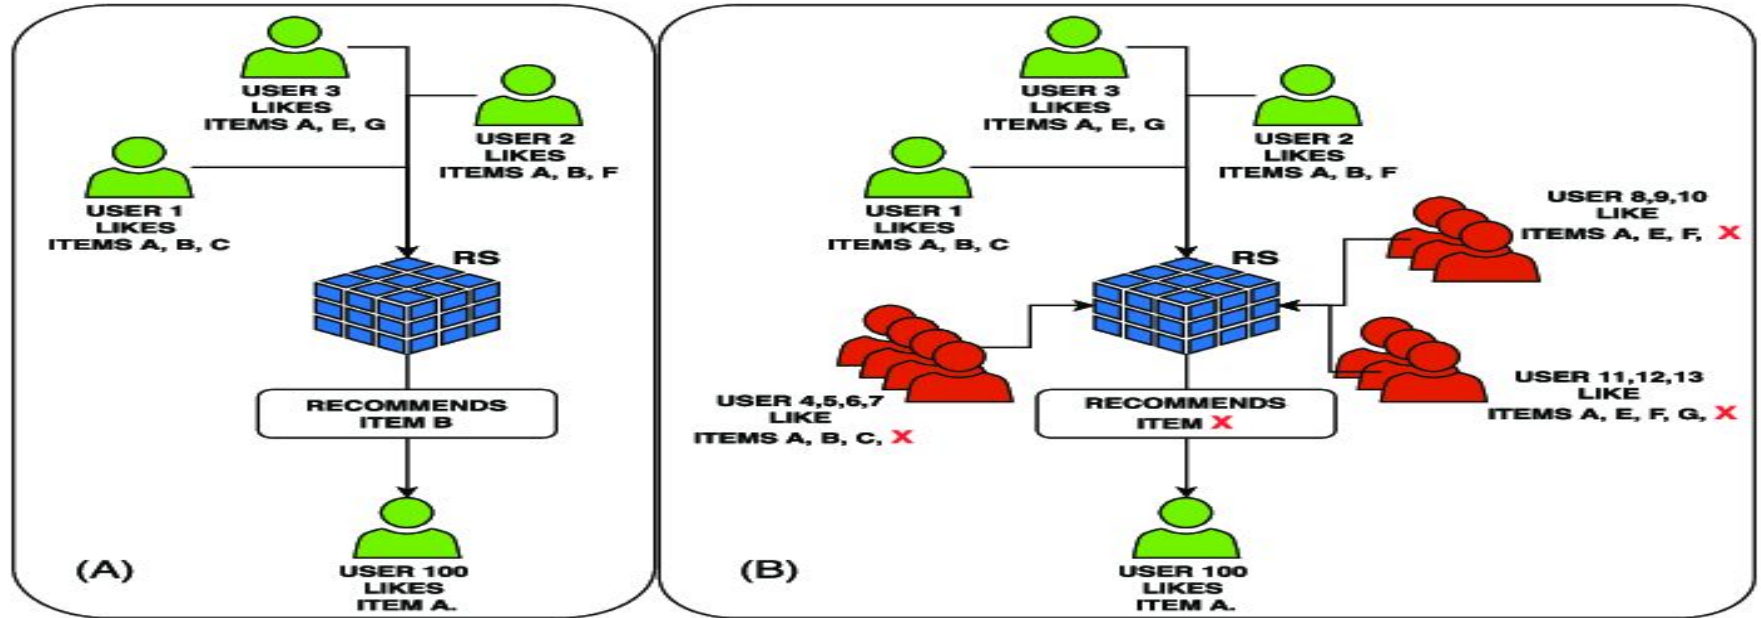 USER 3
LIKES
ITEMS A, E, G
USER 2
LIKES
ITEMS A, B, F
USER 1
LIKES
ITEMS A, B, C
RS
RECOMMENDS
ITEM B
USER 100
LIKES
ITEM A.
(A)
USER 3
LIKES
ITEMS A, E, G
USER 2
LIKES
ITEMS A, B, F
USER 1
LIKES
ITEMS A, B, C
USER 8,9,10
LIKE
ITEMS A, E, F, X
RS
USER 4,5,6,7
LIKE
ITEMS A, B, C, X
USER 11,12,13
LIKE
ITEMS A, E, F, G, X
RECOMMENDS
ITEM X
USER 100
LIKES
ITEM A.
(B)